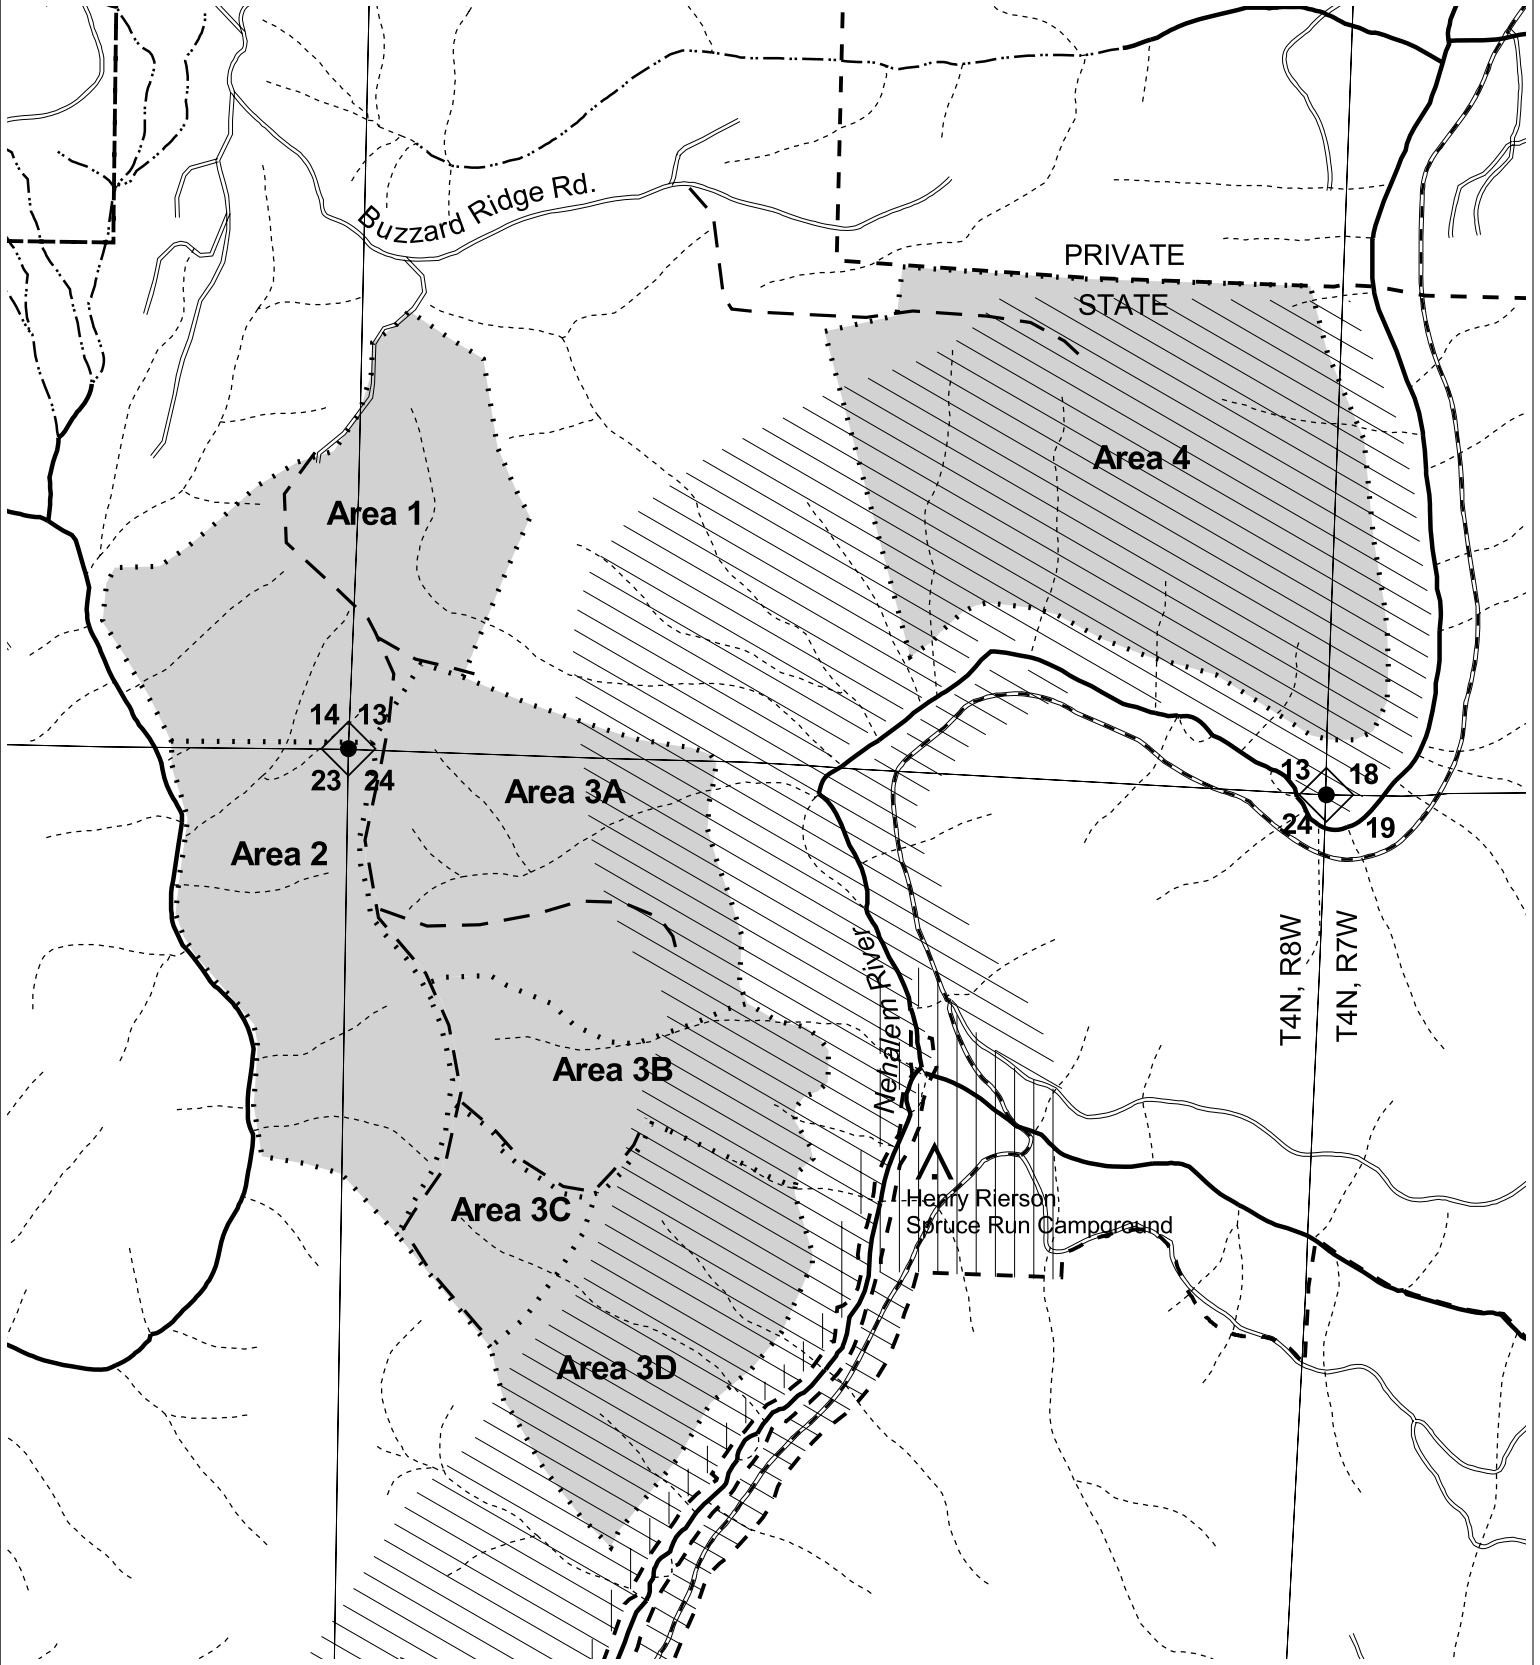 Buzzard Ridge Rd.
PRIVATE
STATE
Area 4
Area 1
14 13
23 24
13 18
24 19
Area 3A
Area 2
T4N, R8W
T4N, R7W
Nehalem River
Area 3B
Henry Rierson
Spruce Run Campground
Area 3C
Area 3D